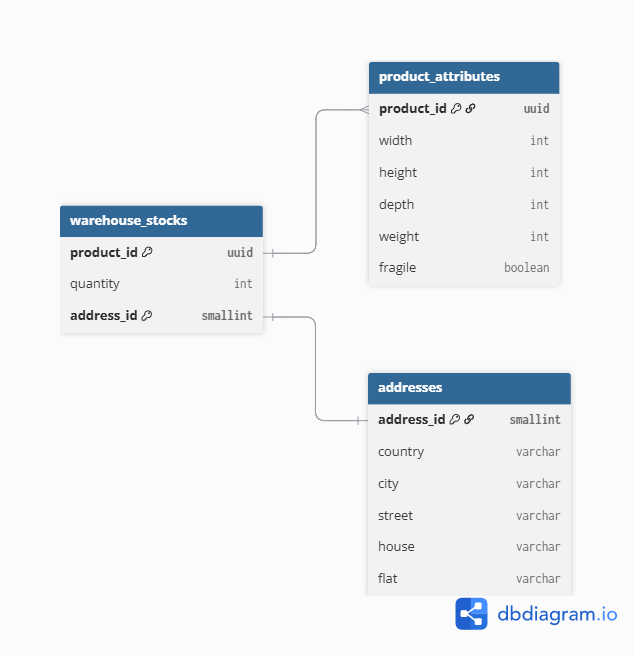 product_attributes
product_id uuid
width int
height int
depth int
weight int
fragile boolean
warehouse_stocks
product_id uuid
quantity int
address_id smallint
addresses
address_id smallint
country varchar
city varchar
street varchar
house varchar
flat varchar
dbdiagram.io